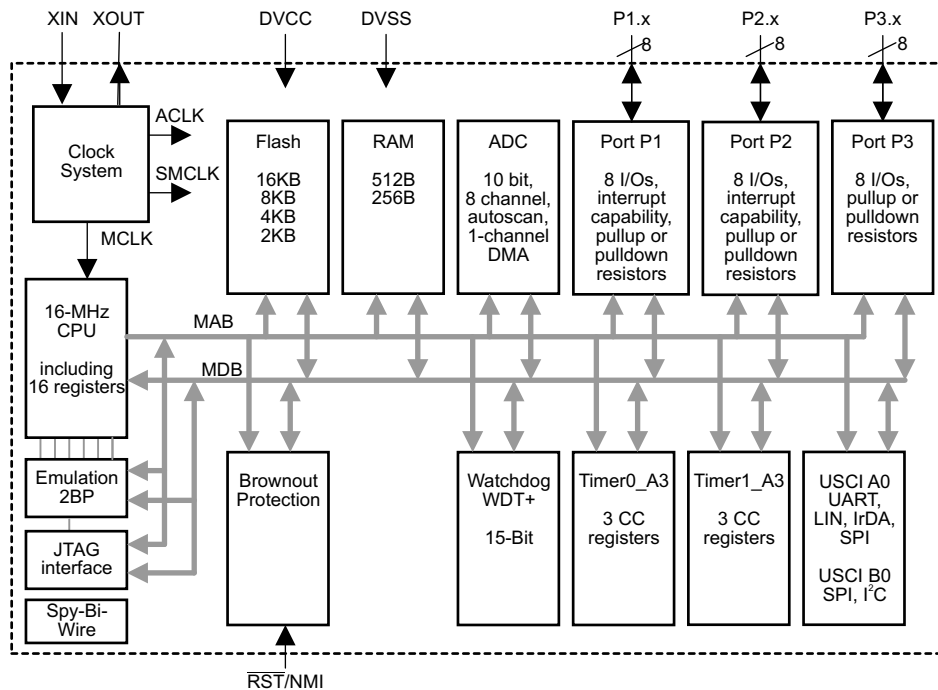 XIN XOUT DVCC DVSS P1.x P2.x P3.x
8 8 8
ACLK
Clock
System
SMCLK
MCLK
Flash
16KB
8KB
4KB
2KB
RAM
512B
256B
ADC
10 bit,
8 channel,
autoscan,
1-channel
DMA
Port P1
8 I/Os,
interrupt
capability,
pullup or
pulldown
resistors
Port P2
8 I/Os,
interrupt
capability,
pullup or
pulldown
resistors
Port P3
8 I/Os,
pullup or
pulldown
resistors
16-MHz
CPU
including
16 registers
MAB
MDB
Emulation
2BP
JTAG
interface
Spy-Bi-
Wire
Brownout
Protection
Watchdog
WDT+
15-Bit
Timer0_A3
3 CC
registers
Timer1_A3
3 CC
registers
USCI A0
UART,
LIN, IrDA,
SPI
USCI B0
SPI, I²C
RST/NMI